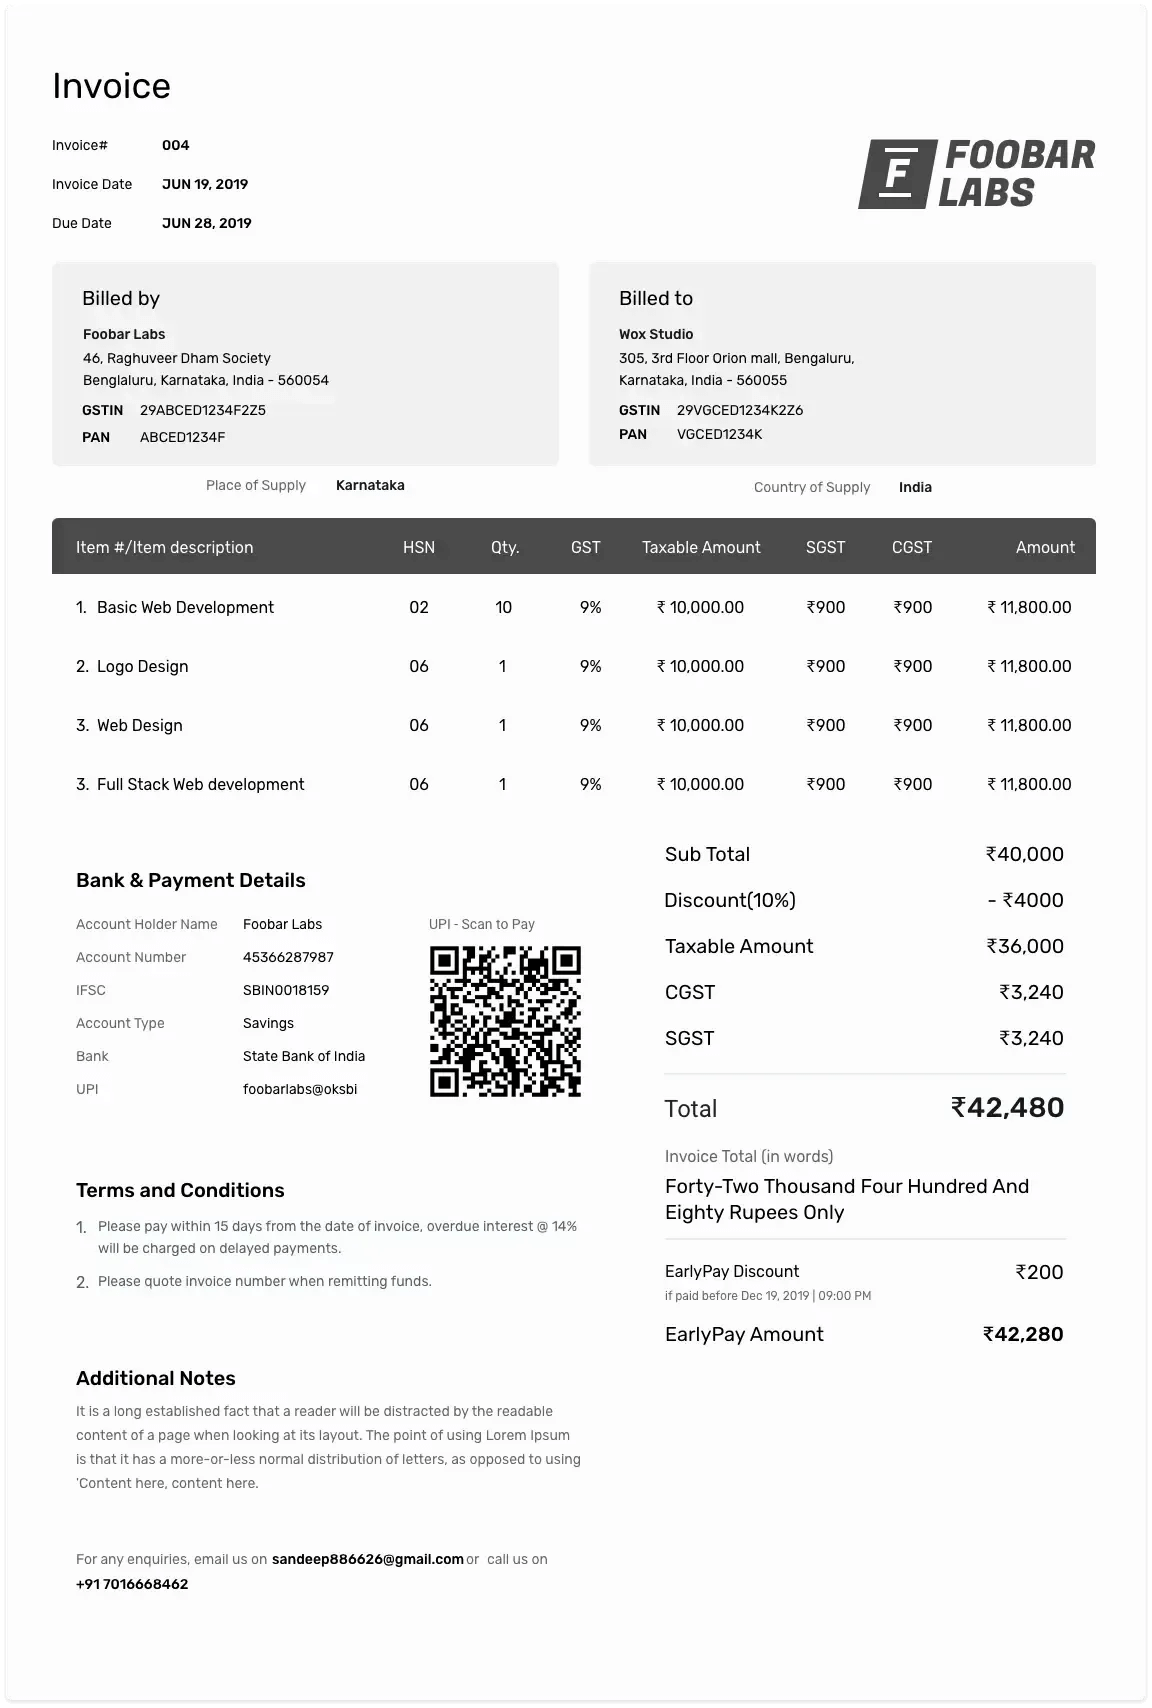 Invoice
Invoice# 004
Invoice Date JUN 19, 2019
Due Date JUN 28, 2019
F
FOOBAR
LABS
Billed by
Foobar Labs
46, Raghuveer Dham Society
Benglaluru, Karnataka, India - 560054
GSTIN 29ABCED1234F2Z5
PAN ABCED1234F
Billed to
Wox Studio
305, 3rd Floor Orion mall, Bengaluru,
Karnataka, India - 560055
GSTIN 29VGCED1234K2Z6
PAN VGCED1234K
Place of Supply Karnataka
Country of Supply India
Item #/Item description HSN Qty. GST Taxable Amount SGST CGST Amount
1. Basic Web Development 02 10 9% ₹ 10,000.00 ₹900 ₹900 ₹ 11,800.00
2. Logo Design 06 1 9% ₹ 10,000.00 ₹900 ₹900 ₹ 11,800.00
3. Web Design 06 1 9% ₹ 10,000.00 ₹900 ₹900 ₹ 11,800.00
3. Full Stack Web development 06 1 9% ₹ 10,000.00 ₹900 ₹900 ₹ 11,800.00
Bank & Payment Details
Account Holder Name Foobar Labs
Account Number 45366287987
IFSC SBIN0018159
Account Type Savings
Bank State Bank of India
UPI foobarlabs@oksbi
UPI - Scan to Pay
Sub Total ₹40,000
Discount(10%) - ₹4000
Taxable Amount ₹36,000
CGST ₹3,240
SGST ₹3,240
Total ₹42,480
Invoice Total (in words)
Forty-Two Thousand Four Hundred And
Eighty Rupees Only
EarlyPay Discount ₹200
if paid before Dec 19, 2019 | 09:00 PM
EarlyPay Amount ₹42,280
Terms and Conditions
1. Please pay within 15 days from the date of invoice, overdue interest @ 14%
will be charged on delayed payments.
2. Please quote invoice number when remitting funds.
Additional Notes
It is a long established fact that a reader will be distracted by the readable
content of a page when looking at its layout. The point of using Lorem Ipsum
is that it has a more-or-less normal distribution of letters, as opposed to using
'Content here, content here.
For any enquiries, email us on sandeep886626@gmail.com or call us on
+91 7016668462